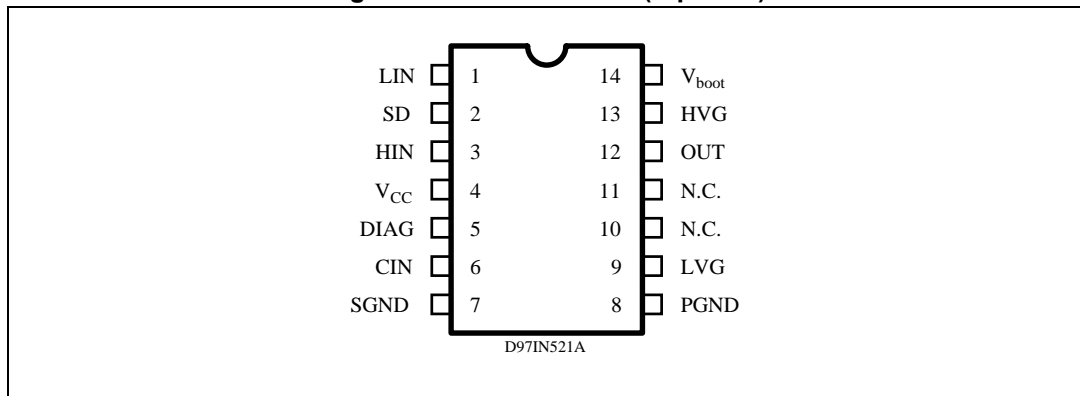 LIN 1 14 Vboot
SD 2 13 HVG
HIN 3 12 OUT
VCC 4 11 N.C.
DIAG 5 10 N.C.
CIN 6 9 LVG
SGND 7 8 PGND
D97IN521A